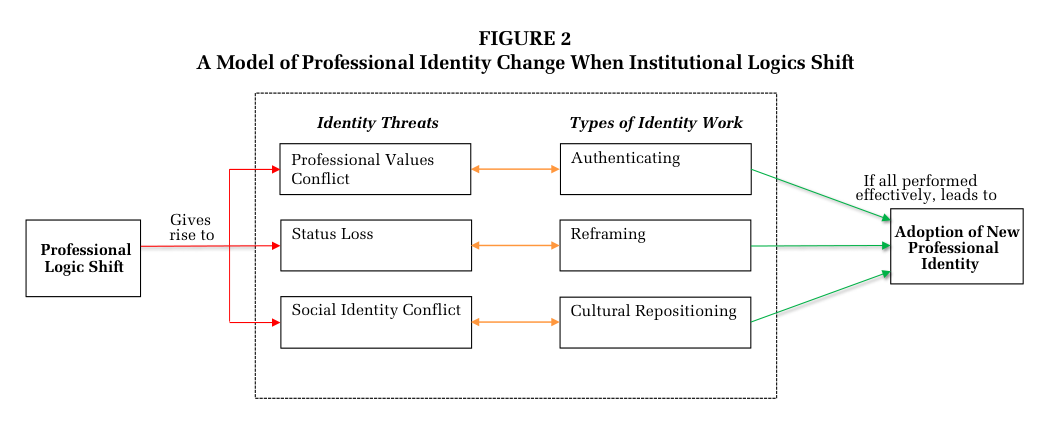 FIGURE 2
A Model of Professional Identity Change When Institutional Logics Shift
Identity Threats
Types of Identity Work
Professional Values
Conflict
Authenticating
If all performed
effectively, leads to
Gives
rise to
Status Loss
Reframing
Professional
Logic Shift
Adoption of New
Professional
Identity
Social Identity Conflict
Cultural Repositioning